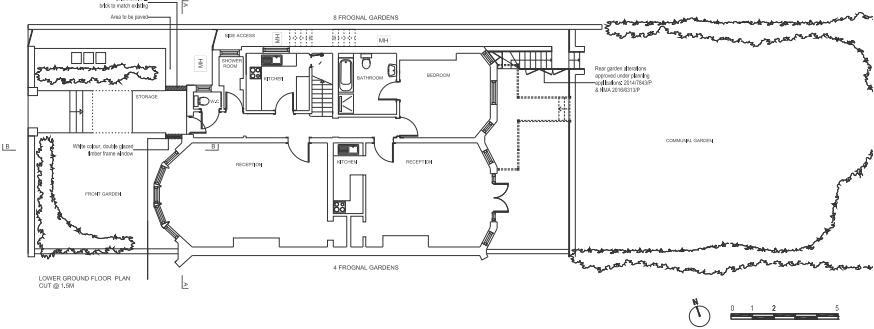 brick to match existing
A
Area to be paved
8 FROGNAL GARDENS
SIDE ACCESS
MH
MH
MH
SHOWER
ROOM
KITCHEN
BATHROOM
BEDROOM
Rear garden alterations
approved under planning
applications; 2014/7843/P
& NMA 2016/6313/P
STORAGE
W.C
B
B
White colour, double glazed
timber frame window
RECEPTION
KITCHEN
RECEPTION
COMMUNAL GARDEN
FRONT GARDEN
4 FROGNAL GARDENS
LOWER GROUND FLOOR PLAN
CUT @ 1.5M
A
N
0 1 2 5